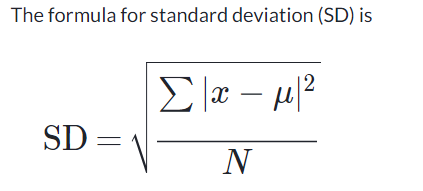 The formula for standard deviation (SD) is
SD = √(∑ |x − μ|² / N)